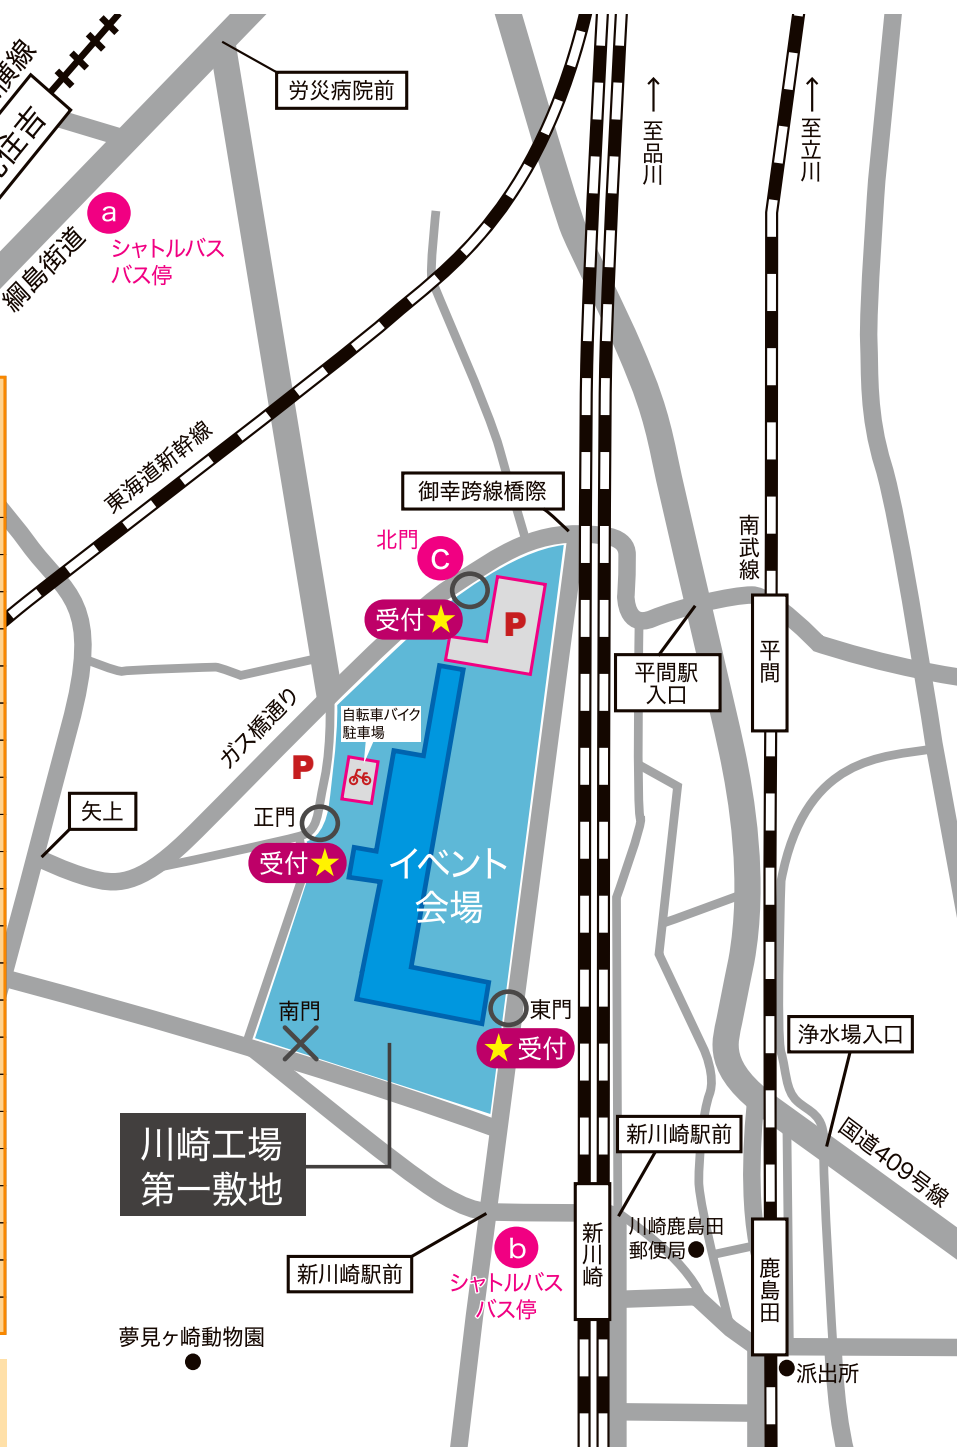 横線
住吉
労災病院前
a
シャトルバス
バス停
綱島街道
→至品川
→至立川
東海道新幹線
御幸跨線橋際
北門
c
受付★
P
南武線
平間
平間駅
入口
自転車バイク
駐車場
ガス橋通り
P
矢上
正門
受付★
イベント
会場
南門
東門
★受付
浄水場入口
川崎工場
第一敷地
新川崎駅前
国道409号線
新川崎駅前
b
シャトルバス
バス停
新川崎
川崎鹿島田
郵便局
鹿島田
夢見ヶ崎動物園
派出所